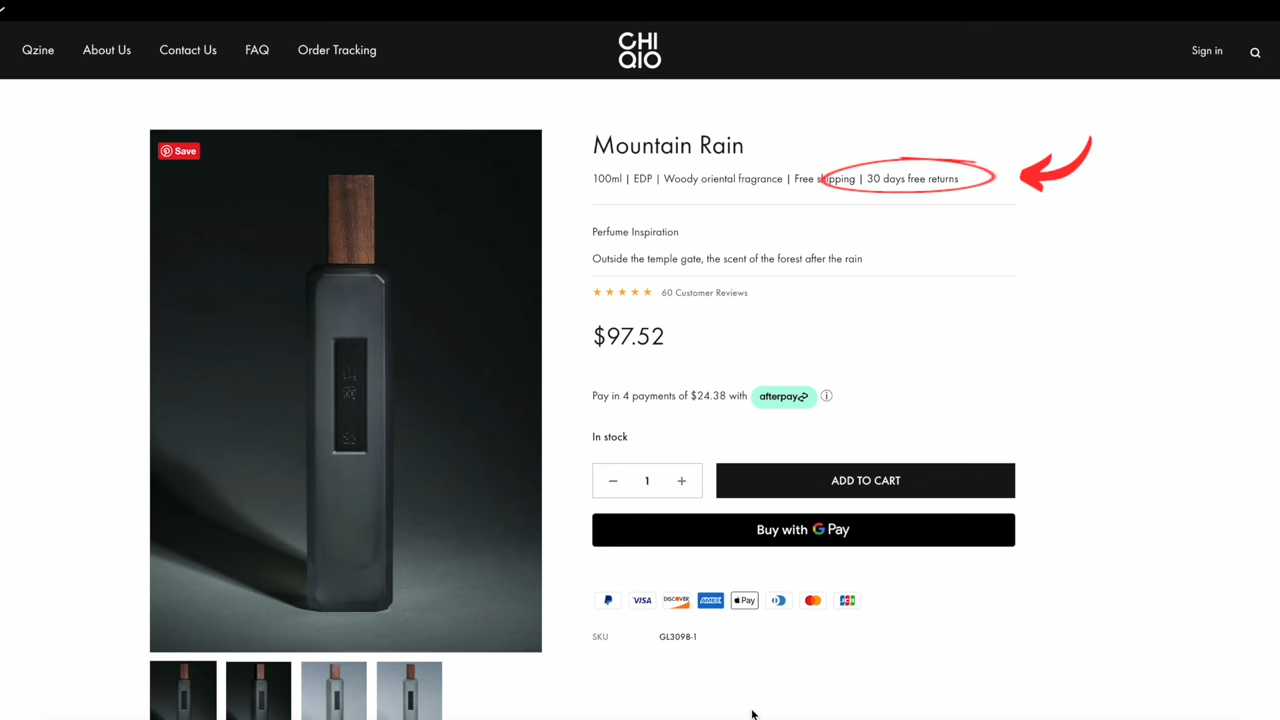 Qzine About Us Contact Us FAQ Order Tracking
CHI
QIO
Sign in
Save
Mountain Rain
100ml | EDP | Woody oriental fragrance | Free shipping | 30 days free returns
Perfume Inspiration
Outside the temple gate, the scent of the forest after the rain
60 Customer Reviews
$97.52
Pay in 4 payments of $24.38 with afterpay
In stock
1
ADD TO CART
Buy with G Pay
VISA DISCOVER AMEX Pay JCB
SKU GL3098-1
山
雨